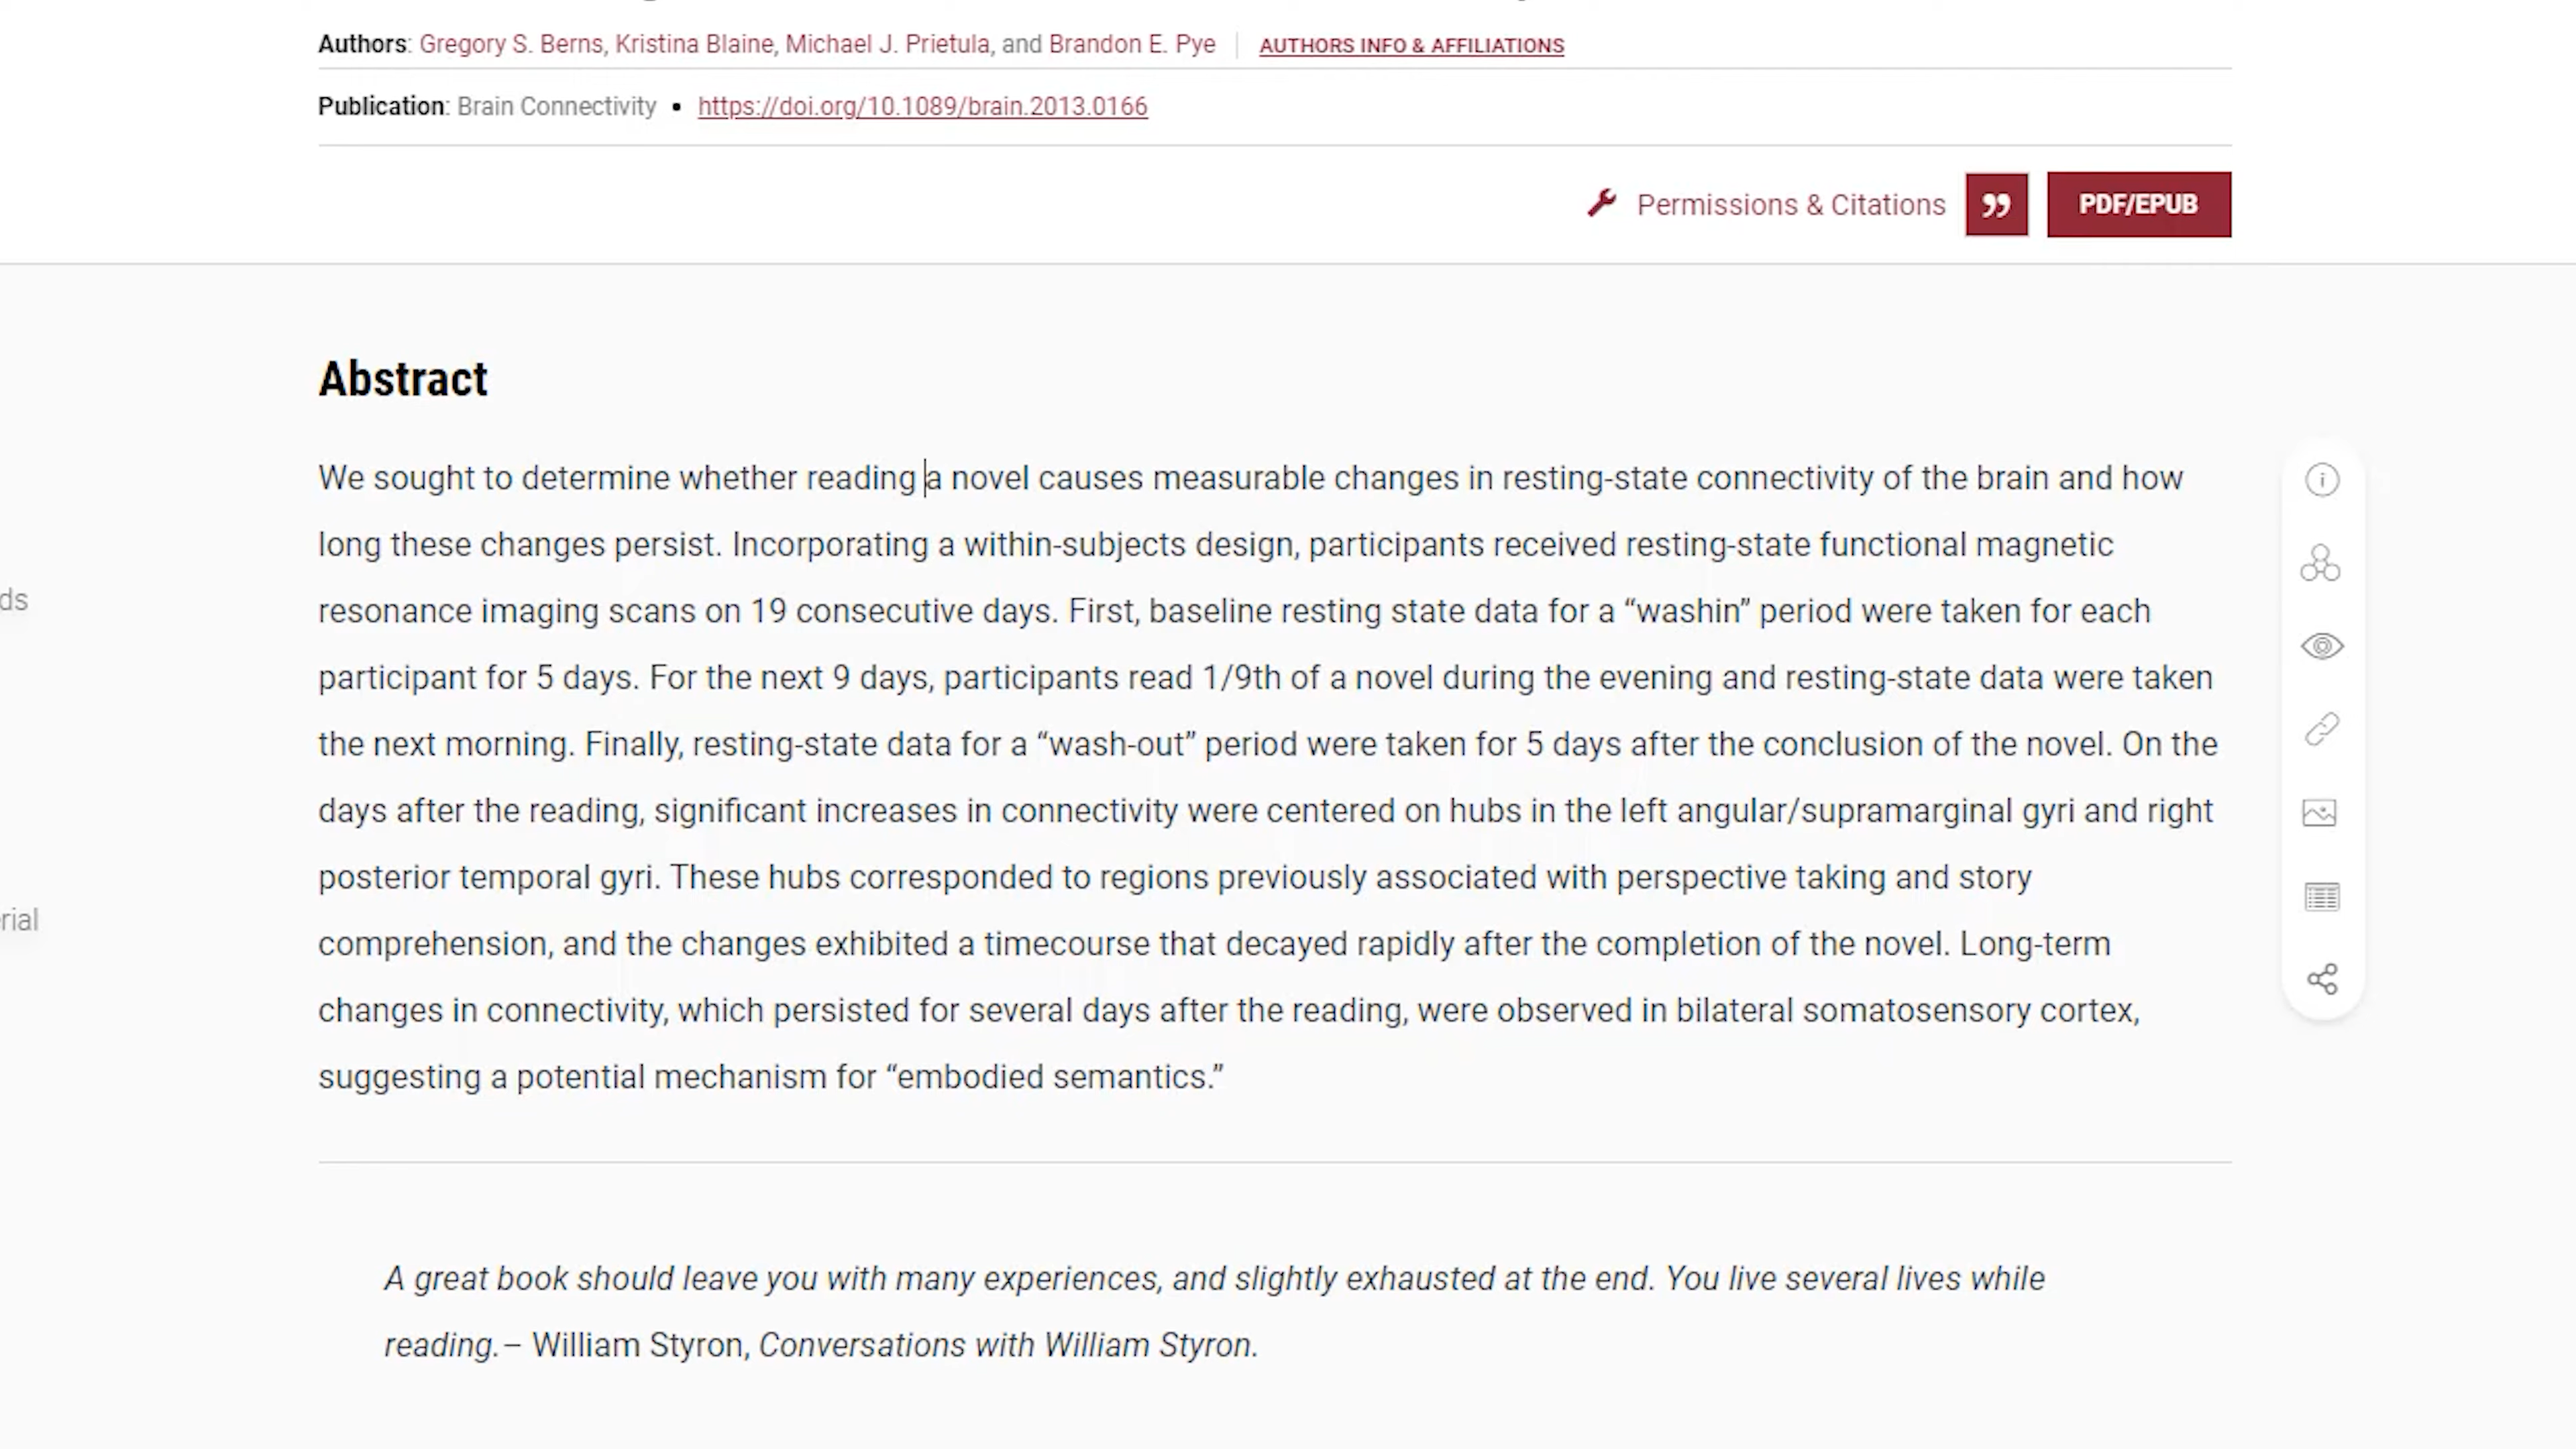 Authors: Gregory S. Berns, Kristina Blaine, Michael J. Prietula, and Brandon E. Pye AUTHORS INFO & AFFILIATIONS
Publication: Brain Connectivity • https://doi.org/10.1089/brain.2013.0166
Permissions & Citations PDF/EPUB
Abstract
We sought to determine whether reading a novel causes measurable changes in resting-state connectivity of the brain and how
long these changes persist. Incorporating a within-subjects design, participants received resting-state functional magnetic
ds
resonance imaging scans on 19 consecutive days. First, baseline resting state data for a “washin” period were taken for each
participant for 5 days. For the next 9 days, participants read 1/9th of a novel during the evening and resting-state data were taken
the next morning. Finally, resting-state data for a “wash-out” period were taken for 5 days after the conclusion of the novel. On the
days after the reading, significant increases in connectivity were centered on hubs in the left angular/supramarginal gyri and right
posterior temporal gyri. These hubs corresponded to regions previously associated with perspective taking and story
rial
comprehension, and the changes exhibited a timecourse that decayed rapidly after the completion of the novel. Long-term
changes in connectivity, which persisted for several days after the reading, were observed in bilateral somatosensory cortex,
suggesting a potential mechanism for “embodied semantics.”
A great book should leave you with many experiences, and slightly exhausted at the end. You live several lives while
reading.– William Styron, Conversations with William Styron.